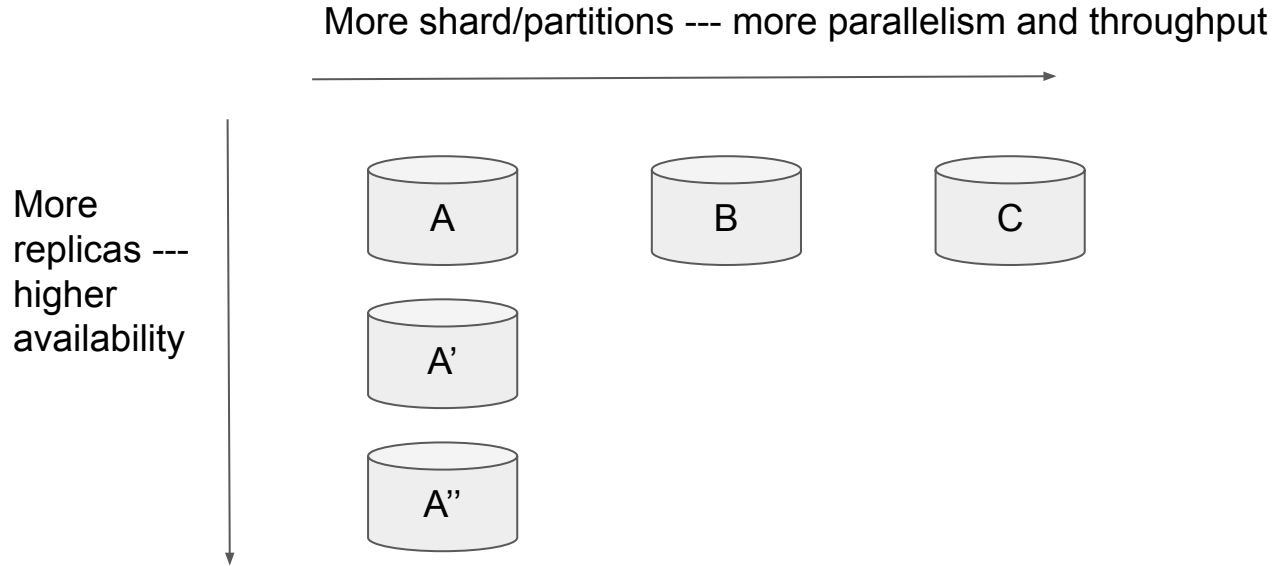 More shard/partitions --- more parallelism and throughput
More
replicas ---
higher
availability
A
B
C
A’
A’’